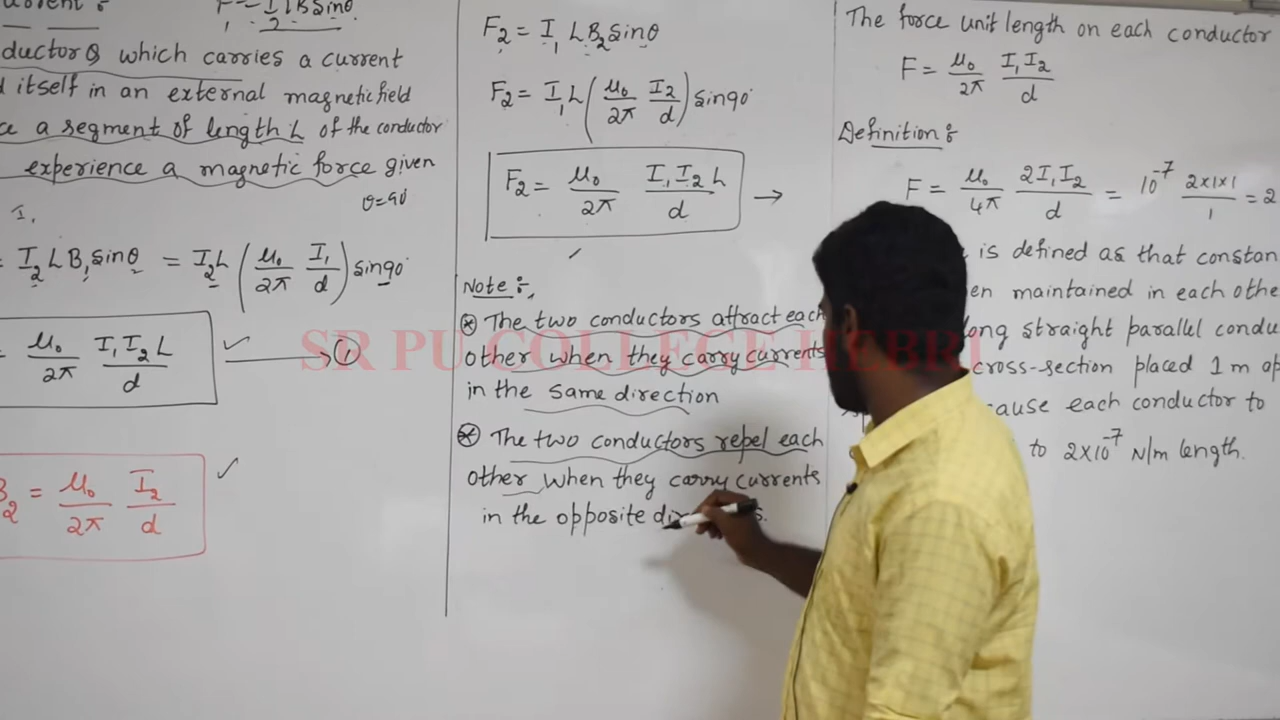 F = I LB Sinθ
1 2
ductor Q which carries a current
itself in an external magnetic field
a segment of length L of the conductor
experience a magnetic force given
θ=90°
I₁
= I₂ L B₁ sinθ = I₂L (μ₀/2π I₁/d) sin90°
μ₀/2π I₁I₂L/d → ①
B₂ = μ₀/2π I₂/d
F₂ = I₁ L B₂ sinθ
F₂ = I₁L (μ₀/2π I₂/d) sin90°
F₂ = μ₀/2π I₁I₂L/d →
Note :-
* The two conductors attract each
other when they carry currents
in the same direction
* The two conductors repel each
other when they carry currents
in the opposite
The force unit length on each conductor
F = μ₀/2π I₁I₂/d
Definition :-
F = μ₀/4π 2I₁I₂/d = 10⁻⁷ 2×1×1/1 = 2
is defined as that constan
maintained in each othe
long straight parallel condu
cross-section placed 1 m ap
each conductor to
to 2×10⁻⁷ N/m length.
SR PU COLLEGE HEBRI